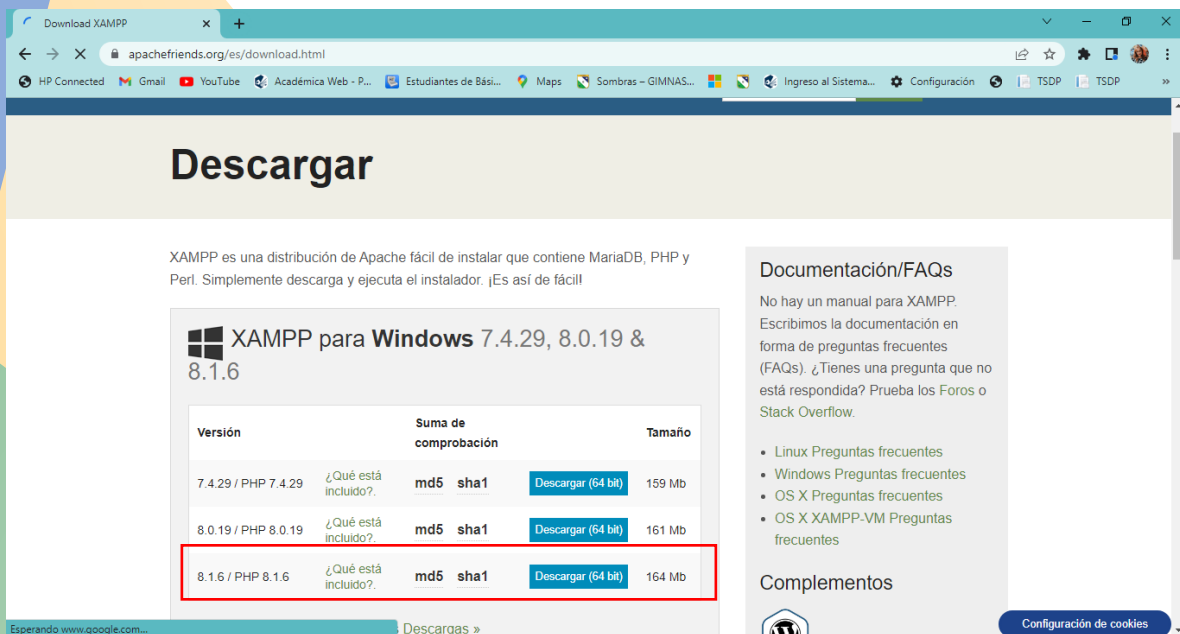 Download XAMPP
apachefriends.org/es/download.html
HP Connected Gmail YouTube Académica Web - P... Estudiantes de Bási... Maps Sombras – GIMNAS... Ingreso al Sistema... Configuración TSDP TSDP »
Descargar
XAMPP es una distribución de Apache fácil de instalar que contiene MariaDB, PHP y
Perl. Simplemente descarga y ejecuta el instalador. ¡Es así de fácil!
XAMPP para Windows 7.4.29, 8.0.19 &
8.1.6
Versión Suma de comprobación Tamaño
7.4.29 / PHP 7.4.29 ¿Qué está incluido?. md5 sha1 Descargar (64 bit) 159 Mb
8.0.19 / PHP 8.0.19 ¿Qué está incluido?. md5 sha1 Descargar (64 bit) 161 Mb
8.1.6 / PHP 8.1.6 ¿Qué está incluido?. md5 sha1 Descargar (64 bit) 164 Mb
Descargas »
Documentación/FAQs
No hay un manual para XAMPP.
Escribimos la documentación en
forma de preguntas frecuentes
(FAQs). ¿Tienes una pregunta que no
está respondida? Prueba los Foros o
Stack Overflow.
• Linux Preguntas frecuentes
• Windows Preguntas frecuentes
• OS X Preguntas frecuentes
• OS X XAMPP-VM Preguntas
frecuentes
Complementos
Configuración de cookies
Esperando www.google.com...